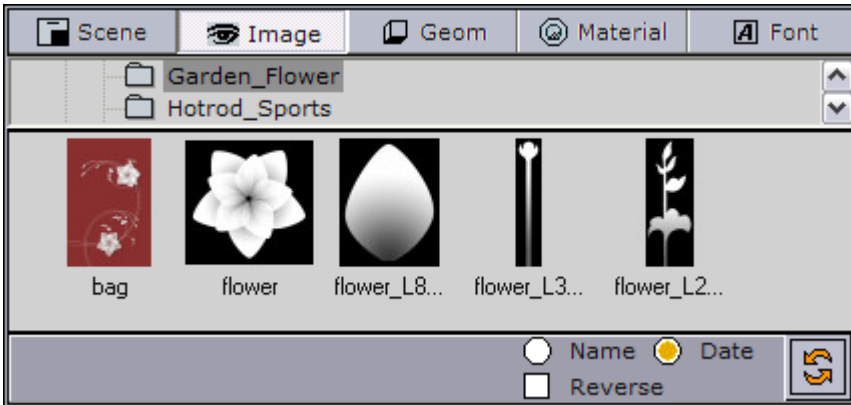 Scene Image Geom Material Font
Garden_Flower
Hotrod_Sports
bag flower flower_L8... flower_L3... flower_L2...
Name Date
Reverse